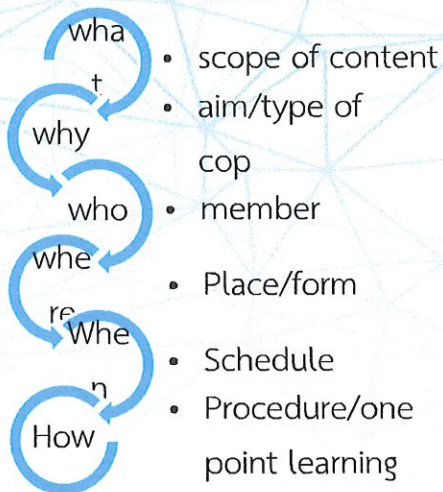 wha
t
• scope of content
• aim/type of
cop
why
who
• member
whe
re
• Place/form
Whe
n
• Schedule
How
• Procedure/one
point learning